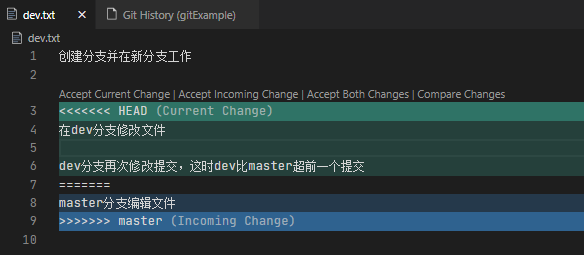 dev.txt × Git History (gitExample)
dev.txt
1 创建分支并在新分支工作
2
Accept Current Change | Accept Incoming Change | Accept Both Changes | Compare Changes
3 <<<<<<< HEAD (Current Change)
4 在dev分支修改文件
5
6 dev分支再次修改提交，这时dev比master超前一个提交
7 =======
8 master分支编辑文件
9 >>>>>>> master (Incoming Change)
10